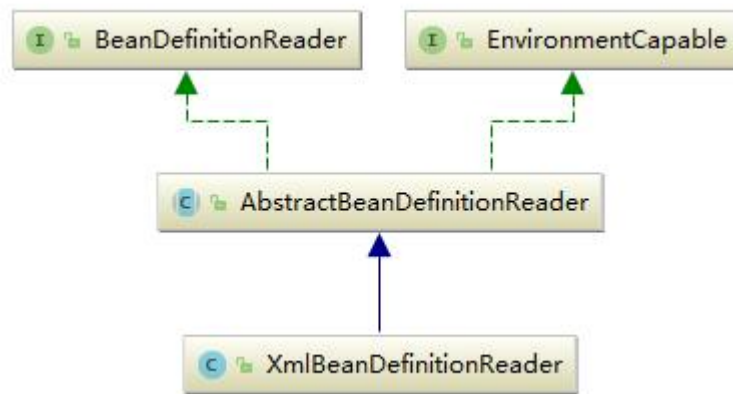 I BeanDefinitionReader
I EnvironmentCapable
C AbstractBeanDefinitionReader
C XmlBeanDefinitionReader